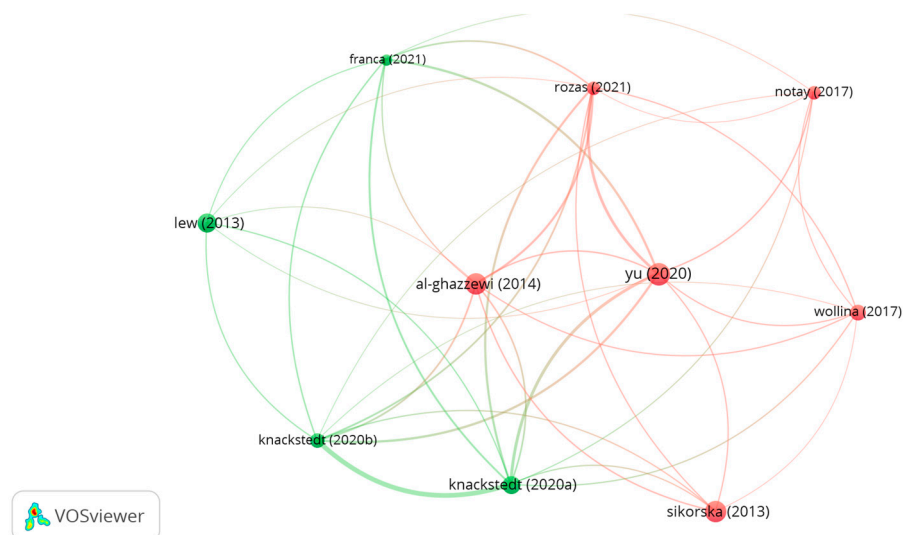 franca (2021)
rozas (2021)
notay (2017)
lew (2013)
al-ghazzewi (2014)
yu (2020)
wollina (2017)
knackstedt (2020b)
knackstedt (2020a)
sikorska (2013)
VOSviewer